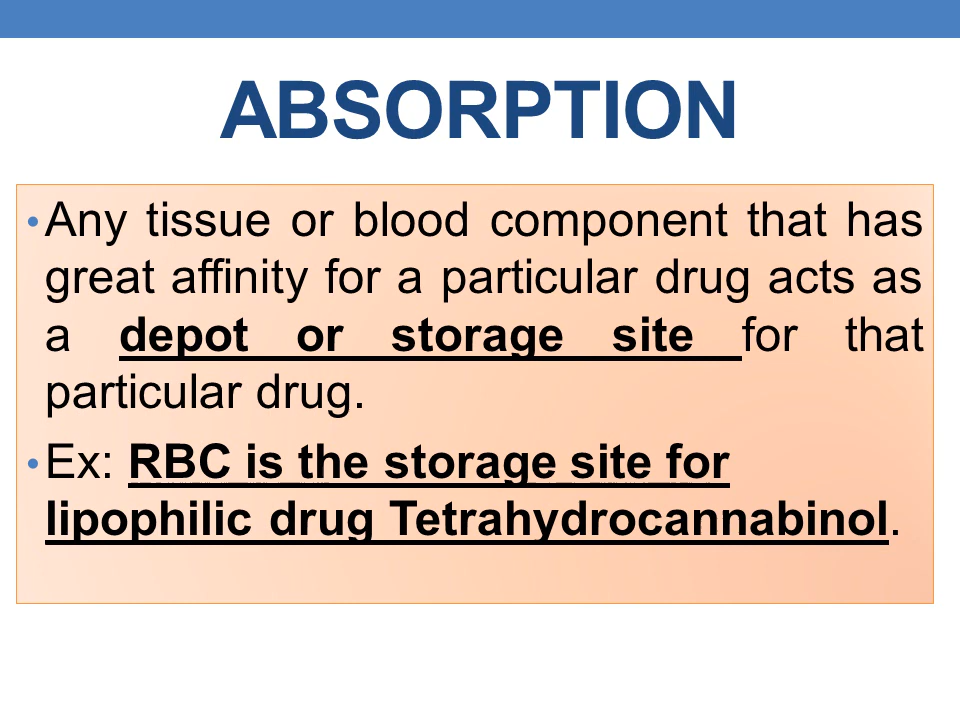 ABSORPTION
• Any tissue or blood component that has
great affinity for a particular drug acts as
a depot or storage site for that
particular drug.
• Ex: RBC is the storage site for
lipophilic drug Tetrahydrocannabinol.